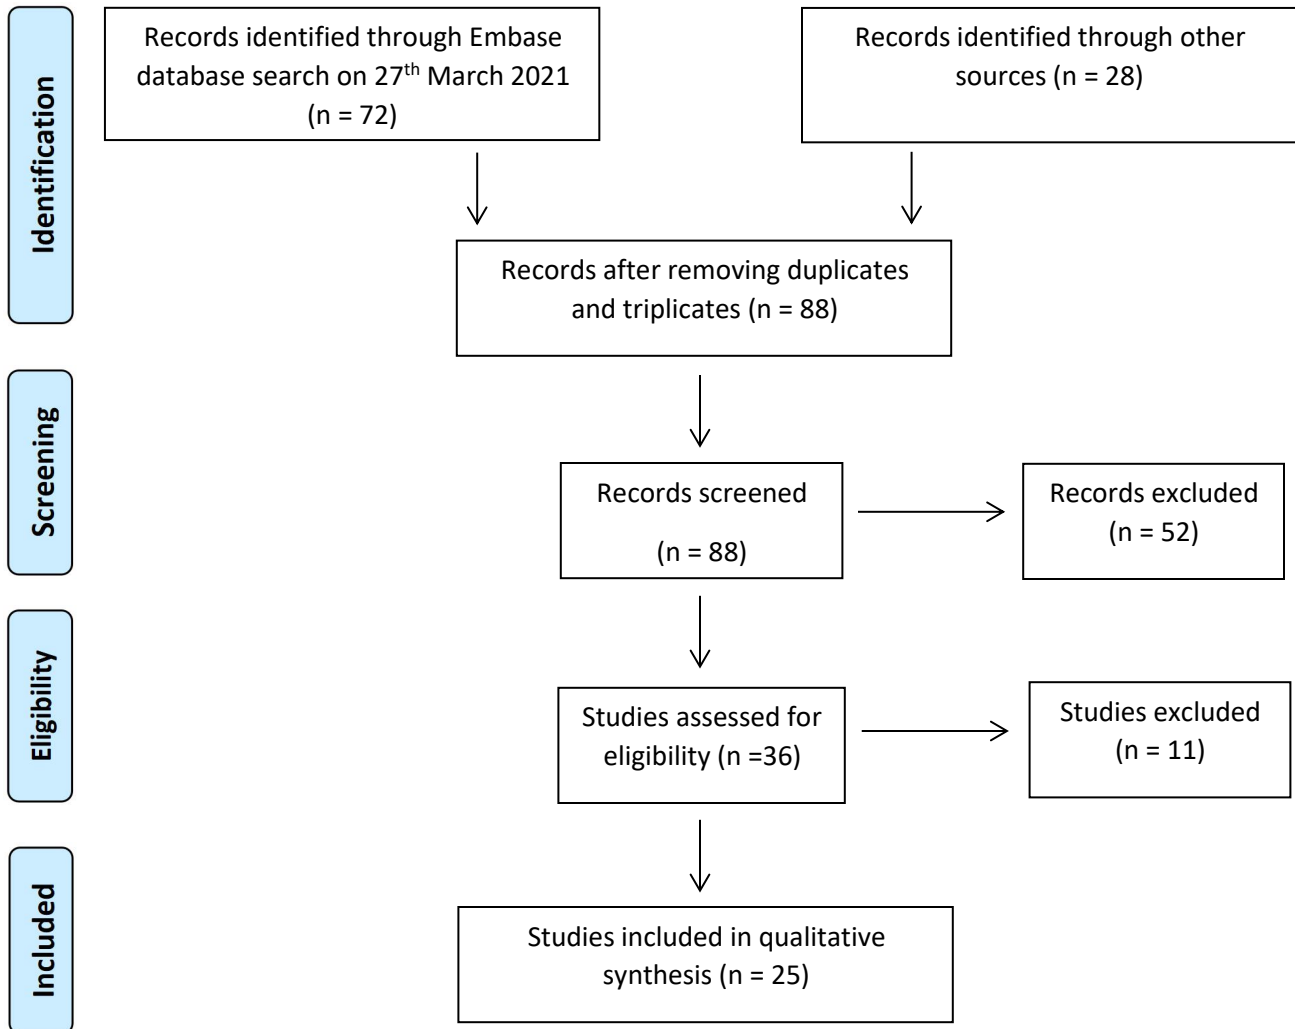 Identification
Records identified through Embase
database search on 27th March 2021
(n = 72)
Records identified through other
sources (n = 28)
Records after removing duplicates
and triplicates (n = 88)
Screening
Records screened
(n = 88)
Records excluded
(n = 52)
Eligibility
Studies assessed for
eligibility (n =36)
Studies excluded
(n = 11)
Included
Studies included in qualitative
synthesis (n = 25)